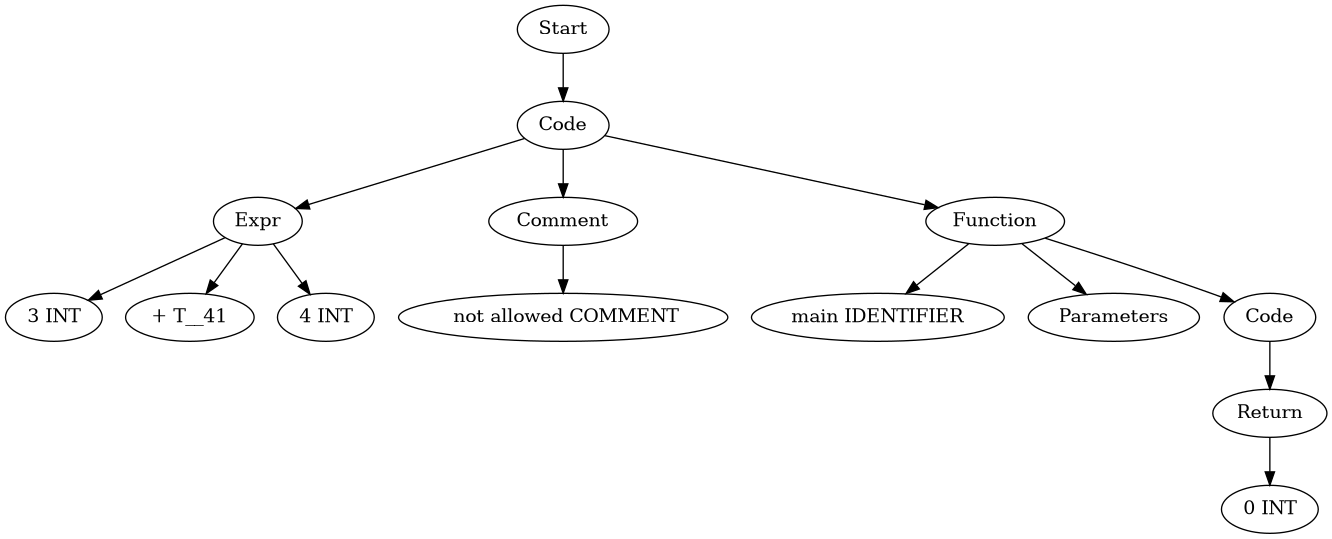 Start
Code
Expr
Comment
Function
3 INT
+ T__41
4 INT
not allowed COMMENT
main IDENTIFIER
Parameters
Code
Return
0 INT